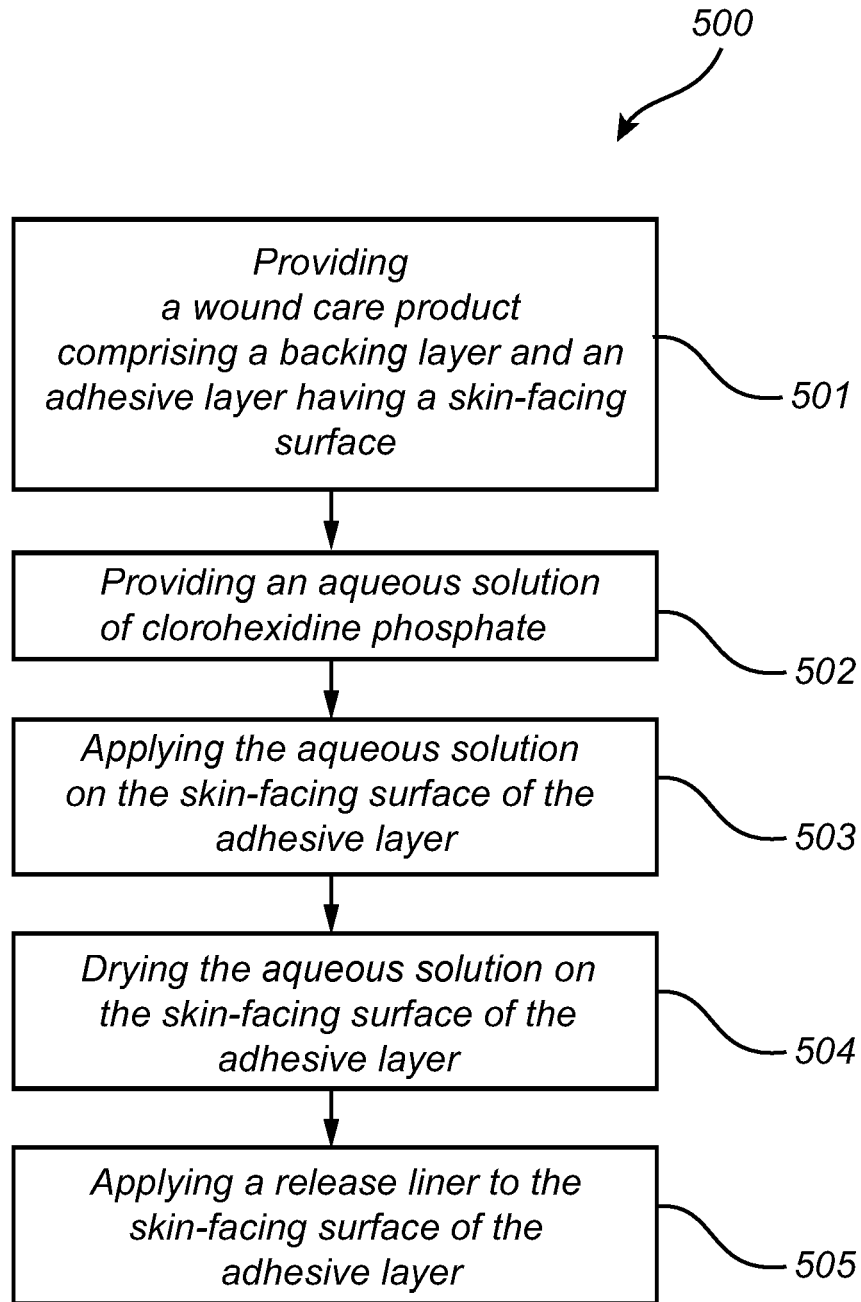 500
Providing
a wound care product
comprising a backing layer and an
adhesive layer having a skin-facing
surface
501
Providing an aqueous solution
of clorohexidine phosphate
502
Applying the aqueous solution
on the skin-facing surface of the
adhesive layer
503
Drying the aqueous solution on
the skin-facing surface of the
adhesive layer
504
Applying a release liner to the
skin-facing surface of the
adhesive layer
505